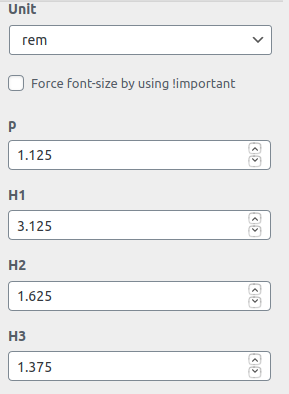 Unit
rem
Force font-size by using !important
p
1.125
H1
3.125
H2
1.625
H3
1.375